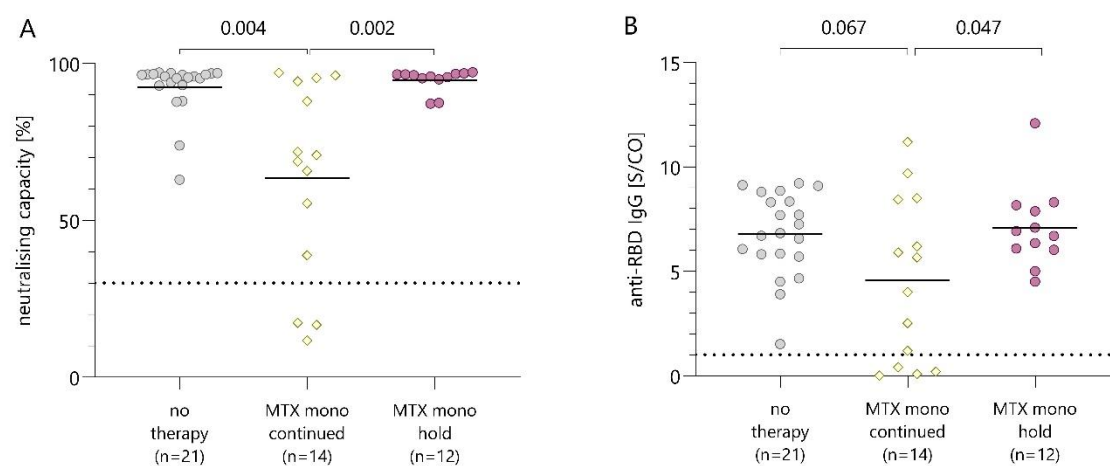 A
0.004
0.002
neutralising capacity [%]
100
50
0
no
therapy
(n=21)
MTX mono
continued
(n=14)
MTX mono
hold
(n=12)
B
0.067
0.047
anti-RBD IgG [S/CO]
15
10
5
0
no
therapy
(n=21)
MTX mono
continued
(n=14)
MTX mono
hold
(n=12)